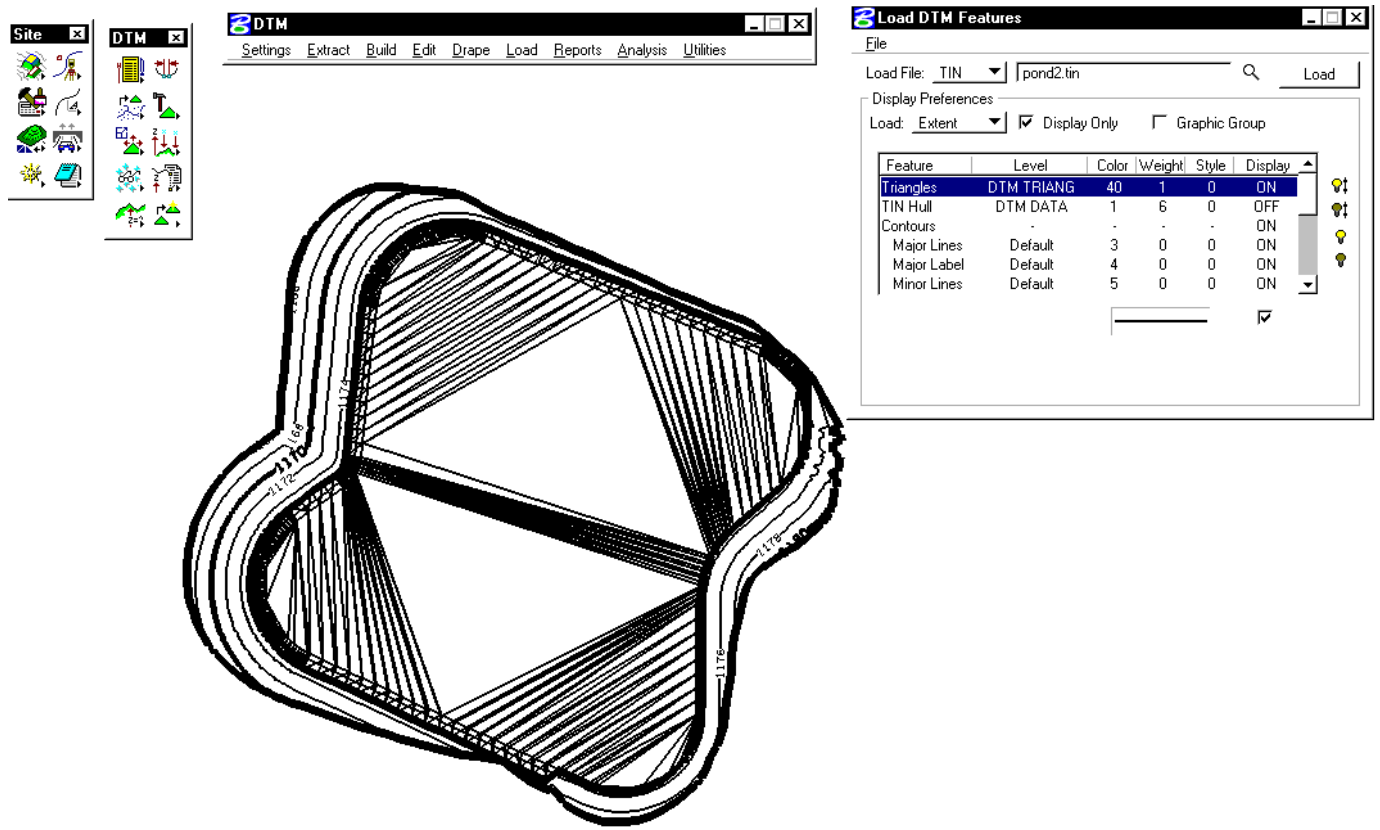 Site
DTM
DTM
Settings Extract Build Edit Drape Load Reports Analysis Utilities
Load DTM Features
File
Load File: TIN pond2.tin Load
Display Preferences
Load: Extent Display Only Graphic Group
Feature Level Color Weight Style Display
Triangles DTM TRIANG 40 1 0 ON
TIN Hull DTM DATA 1 6 0 OFF
Contours - - - - ON
Major Lines Default 3 0 0 ON
Major Label Default 4 0 0 ON
Minor Lines Default 5 0 0 ON
1174
1168
1170
1172
1178
1176